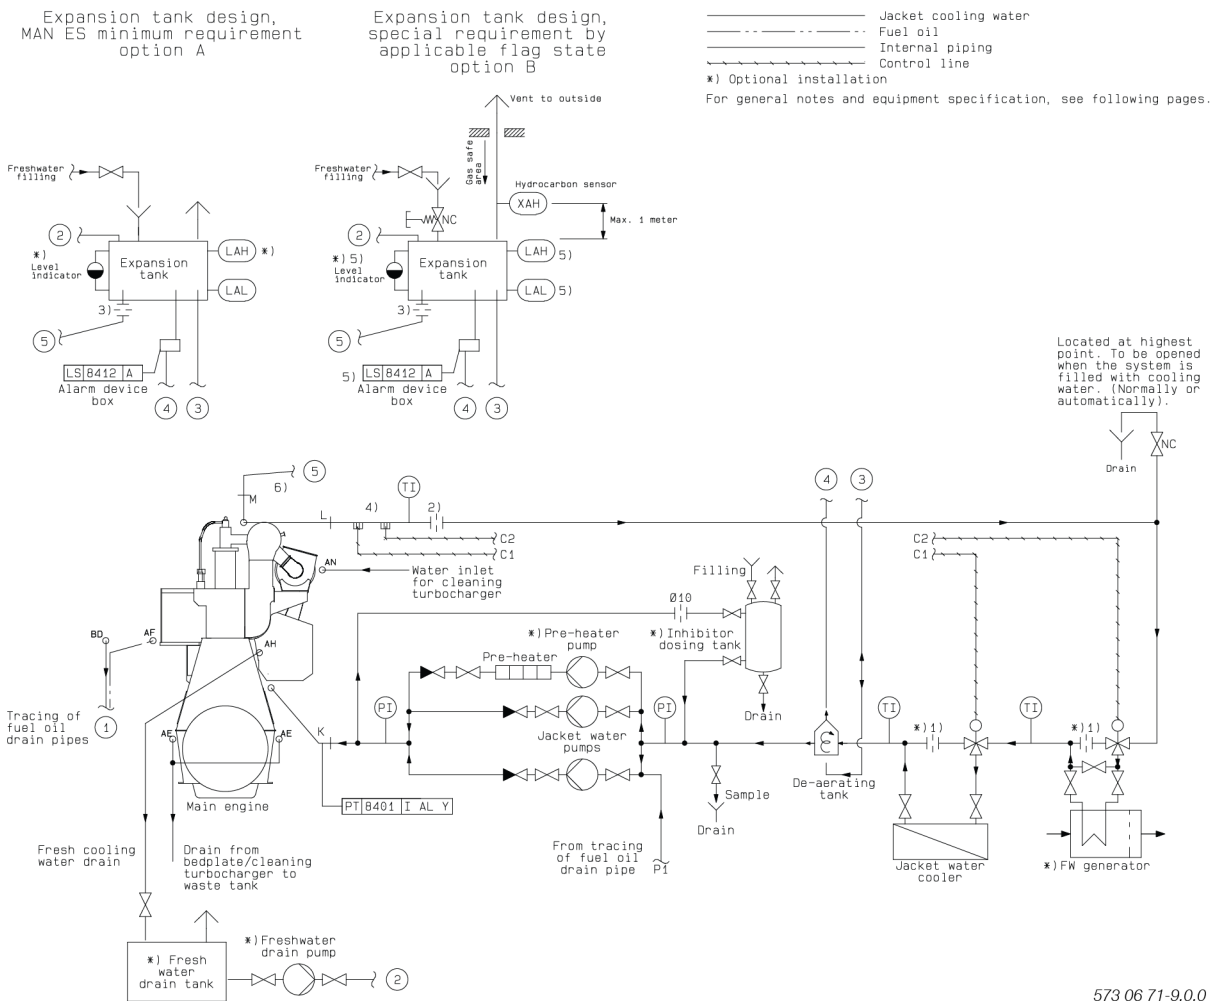 Expansion tank design,
MAN ES minimum requirement
option A
Expansion tank design,
special requirement by
applicable flag state
option B
Jacket cooling water
Fuel oil
Internal piping
Control line
*) Optional installation
For general notes and equipment specification, see following pages.
Freshwater
filling
2
*)
Level
indicator
Expansion
tank
LAH *)
LAL
3)
5
LS 8412 A
Alarm device
box
4
3
Vent to outside
Gas safe
area
Freshwater
filling
Hydrocarbon sensor
XAH
Max. 1 meter
NC
2
*) 5)
Level
indicator
Expansion
tank
LAH 5)
LAL 5)
3)
5
5) LS 8412 A
Alarm device
box
4
3
Located at highest
point. To be opened
when the system is
filled with cooling
water. (Normally or
automatically).
NC
Drain
5
6)
M
L
4)
TI
2)
C2
C1
4
3
C2
C1
AN
Water inlet
for cleaning
turbocharger
BD
AF
AH
Tracing of
fuel oil
drain pipes
1
AE
AE
Main engine
K
PI
PT 8401 I AL Y
Ø10
Filling
*) Inhibitor
dosing tank
Drain
*) Pre-heater
pump
Pre-heater
Jacket water
pumps
PI
Sample
Drain
From tracing
of fuel oil
drain pipe
P1
De-aerating
tank
TI
*)1)
TI
*)1)
Jacket water
cooler
*) FW generator
Fresh cooling
water drain
Drain from
bedplate/cleaning
turbocharger to
waste tank
*) Fresh
water
drain tank
*) Freshwater
drain pump
2
573 06 71-9.0.0